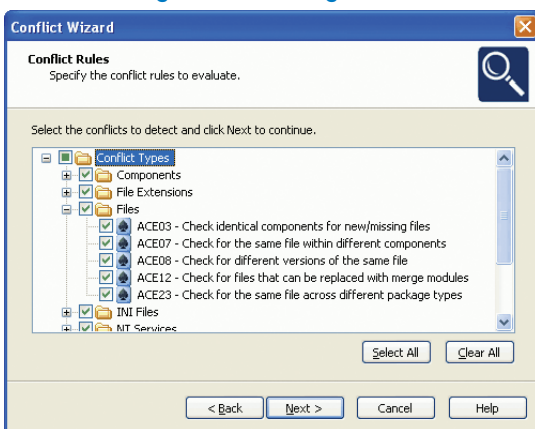 Conflict Wizard
Conflict Rules
Specify the conflict rules to evaluate.
Select the conflicts to detect and click Next to continue.
Conflict Types
Components
File Extensions
Files
ACE03 - Check identical components for new/missing files
ACE07 - Check for the same file within different components
ACE08 - Check for different versions of the same file
ACE12 - Check for files that can be replaced with merge modules
ACE23 - Check for the same file across different package types
INI Files
NT Services
Select All Clear All
< Back Next > Cancel Help